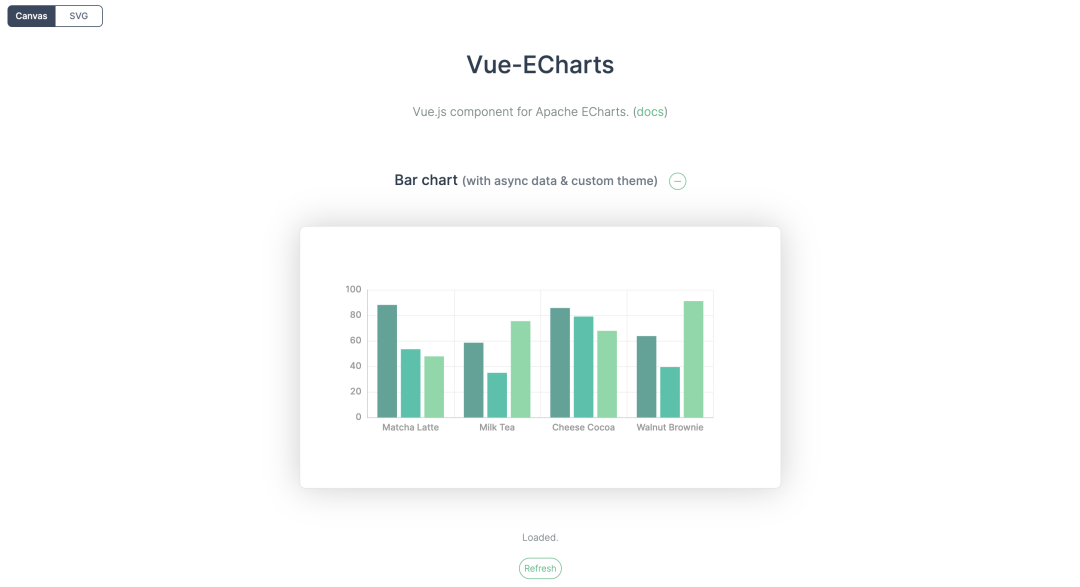 Canvas SVG
Vue-ECharts
Vue.js component for Apache ECharts. (docs)
Bar chart (with async data & custom theme)
100
80
60
40
20
0
Matcha Latte Milk Tea Cheese Cocoa Walnut Brownie
Loaded.
Refresh